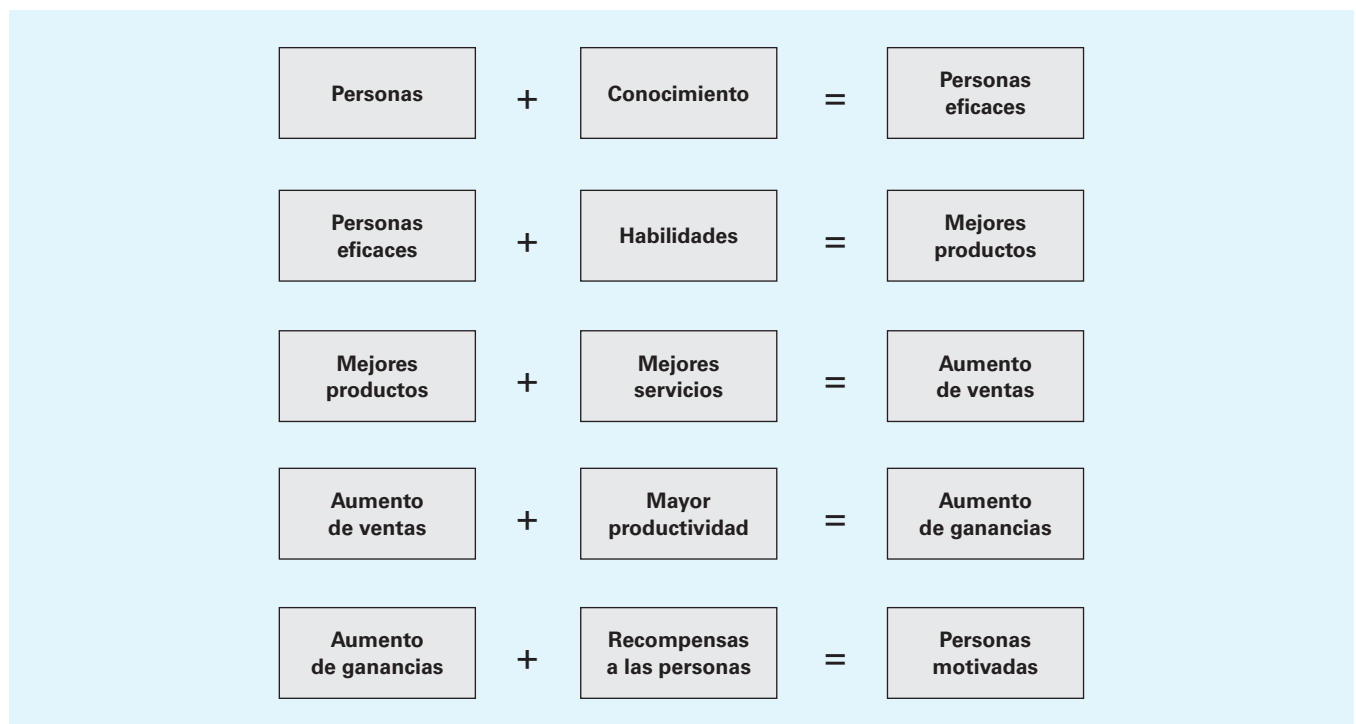 Personas + Conocimiento = Personas
eficaces
Personas
eficaces + Habilidades = Mejores
productos
Mejores
productos + Mejores
servicios = Aumento
de ventas
Aumento
de ventas + Mayor
productividad = Aumento
de ganancias
Aumento
de ganancias + Recompensas
a las personas = Personas
motivadas